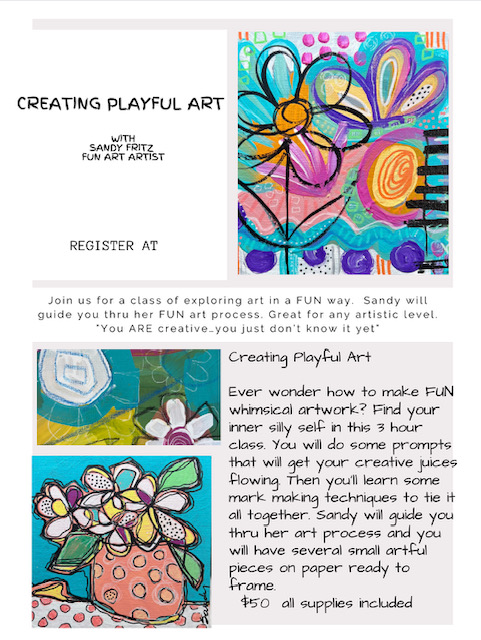 CREATING PLAYFUL ART
WITH
SANDY FRITZ
FUN ART ARTIST
REGISTER AT
Join us for a class of exploring art in a FUN way. Sandy will
guide you thru her FUN art process. Great for any artistic level.
"You ARE creative…you just don't know it yet"
Creating Playful Art
Ever wonder how to make FUN
whimsical artwork? Find your
inner silly self in this 3 hour
class. You will do some prompts
that will get your creative juices
flowing. Then you'll learn some
mark making techniques to tie it
all together. Sandy will guide you
thru her art process and you
will have several small artful
pieces on paper ready to
frame.
$50 all supplies included
Sandy